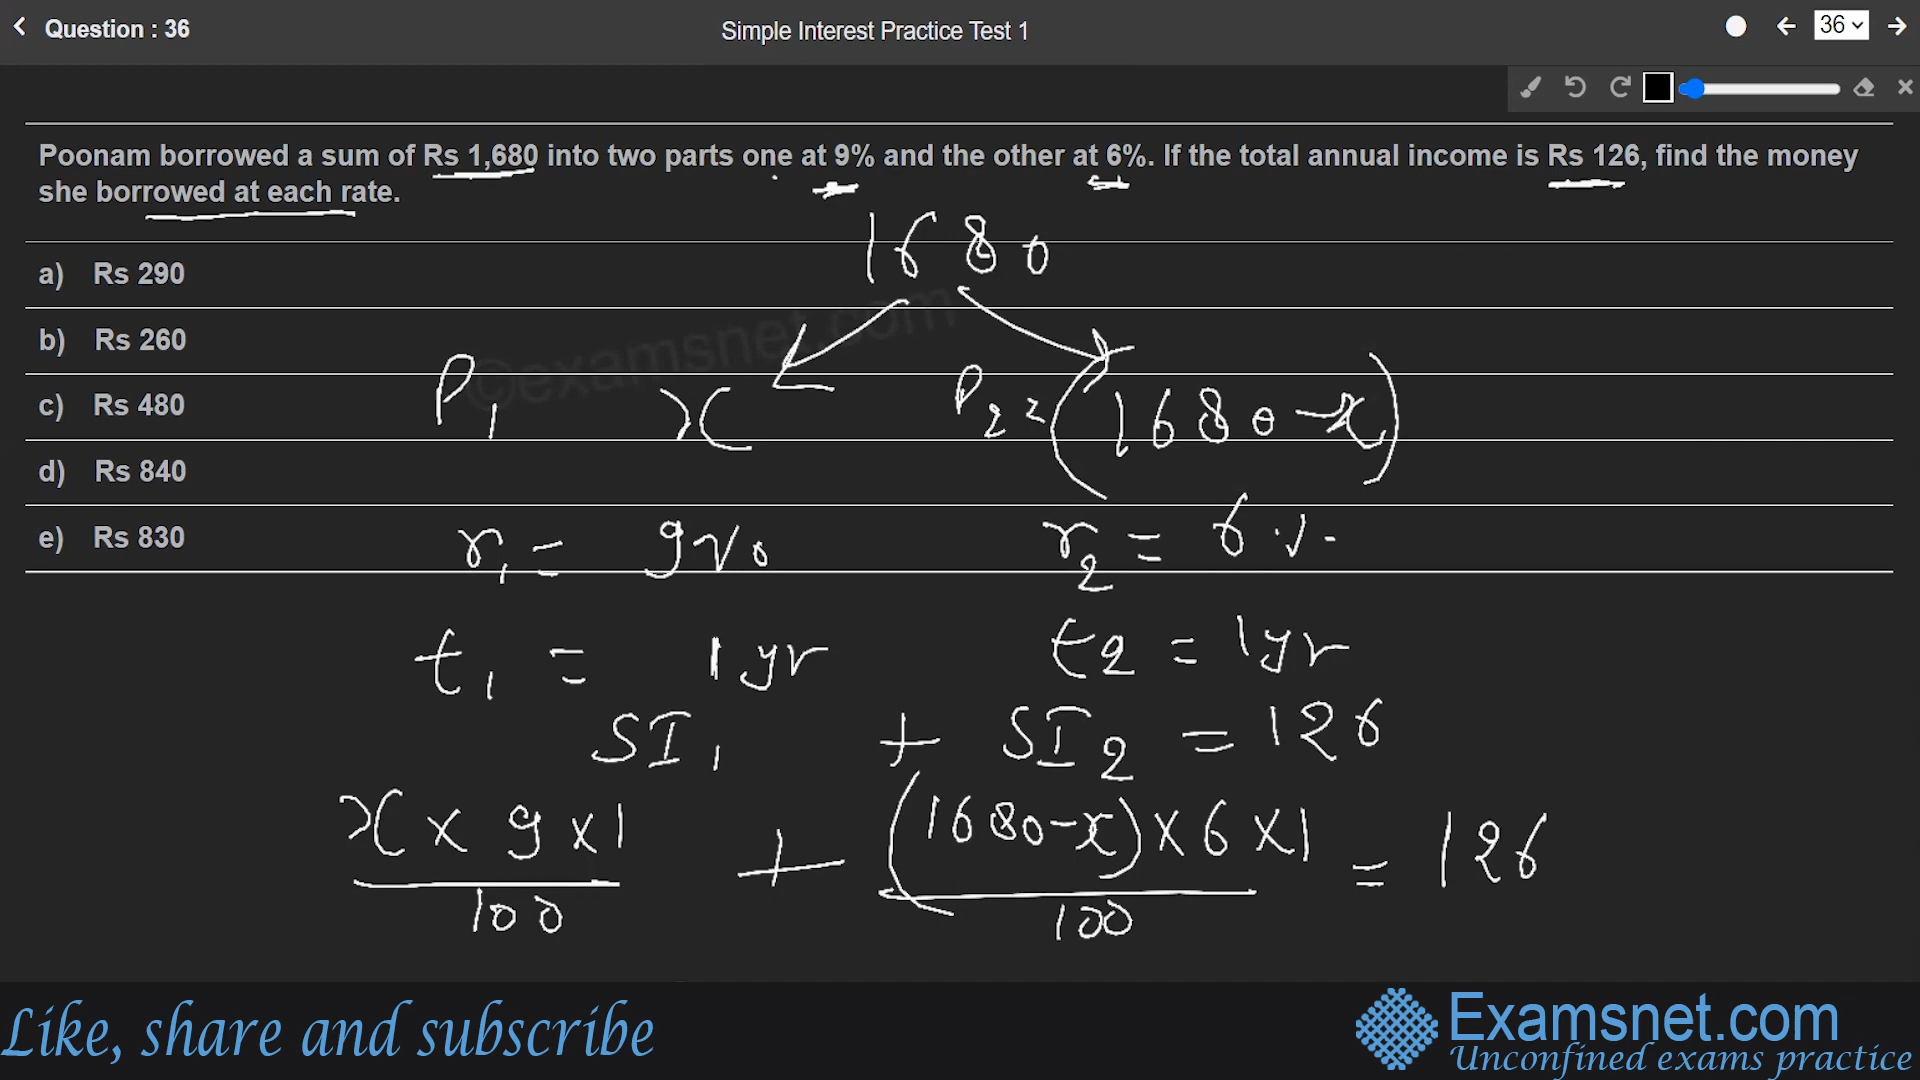 Question : 36
Simple Interest Practice Test 1
36
Poonam borrowed a sum of Rs 1,680 into two parts one at 9% and the other at 6%. If the total annual income is Rs 126, find the money
she borrowed at each rate.
1680
a) Rs 290
b) Rs 260
©examsnet.com
c) Rs 480
P1 x P2 = (1680-x)
d) Rs 840
e) Rs 830
r1 = 9% r2 = 6%
t1 = 1yr t2 = 1yr
SI1 + SI2 = 126
x × 9 × 1 + (1680-x) × 6 × 1 = 126
100 100
Like, share and subscribe
Examsnet.com
Unconfined exams practice